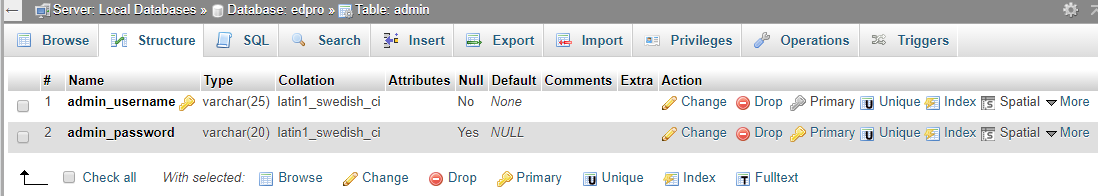 Server: Local Databases » Database: edpro » Table: admin
Browse Structure SQL Search Insert Export Import Privileges Operations Triggers
# Name Type Collation Attributes Null Default Comments Extra Action
1 admin_username varchar(25) latin1_swedish_ci No None Change Drop Primary Unique Index Spatial More
2 admin_password varchar(20) latin1_swedish_ci Yes NULL Change Drop Primary Unique Index Spatial More
Check all With selected: Browse Change Drop Primary Unique Index Fulltext